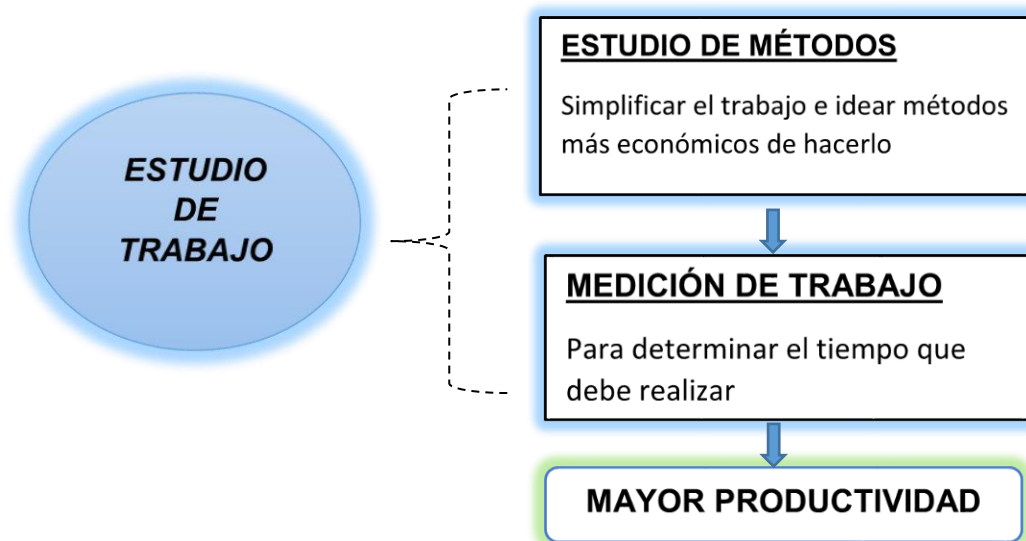 ESTUDIO
DE
TRABAJO
ESTUDIO DE MÉTODOS
Simplificar el trabajo e idear métodos
más económicos de hacerlo
MEDICIÓN DE TRABAJO
Para determinar el tiempo que
debe realizar
MAYOR PRODUCTIVIDAD